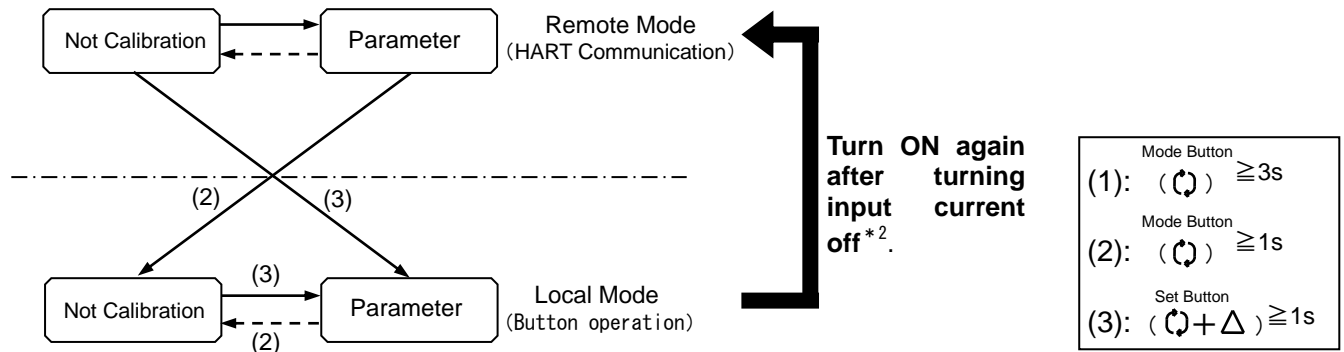 Not Calibration
Parameter
Remote Mode
(HART Communication)
(2)
(3)
Not Calibration
(3)
(2)
Parameter
Local Mode
(Button operation)
Turn ON again
after turning
input current
off*2.
Mode Button
(1): ( ) ≧3s
Mode Button
(2): ( ) ≧1s
Set Button
(3): ( +△) ≧1s